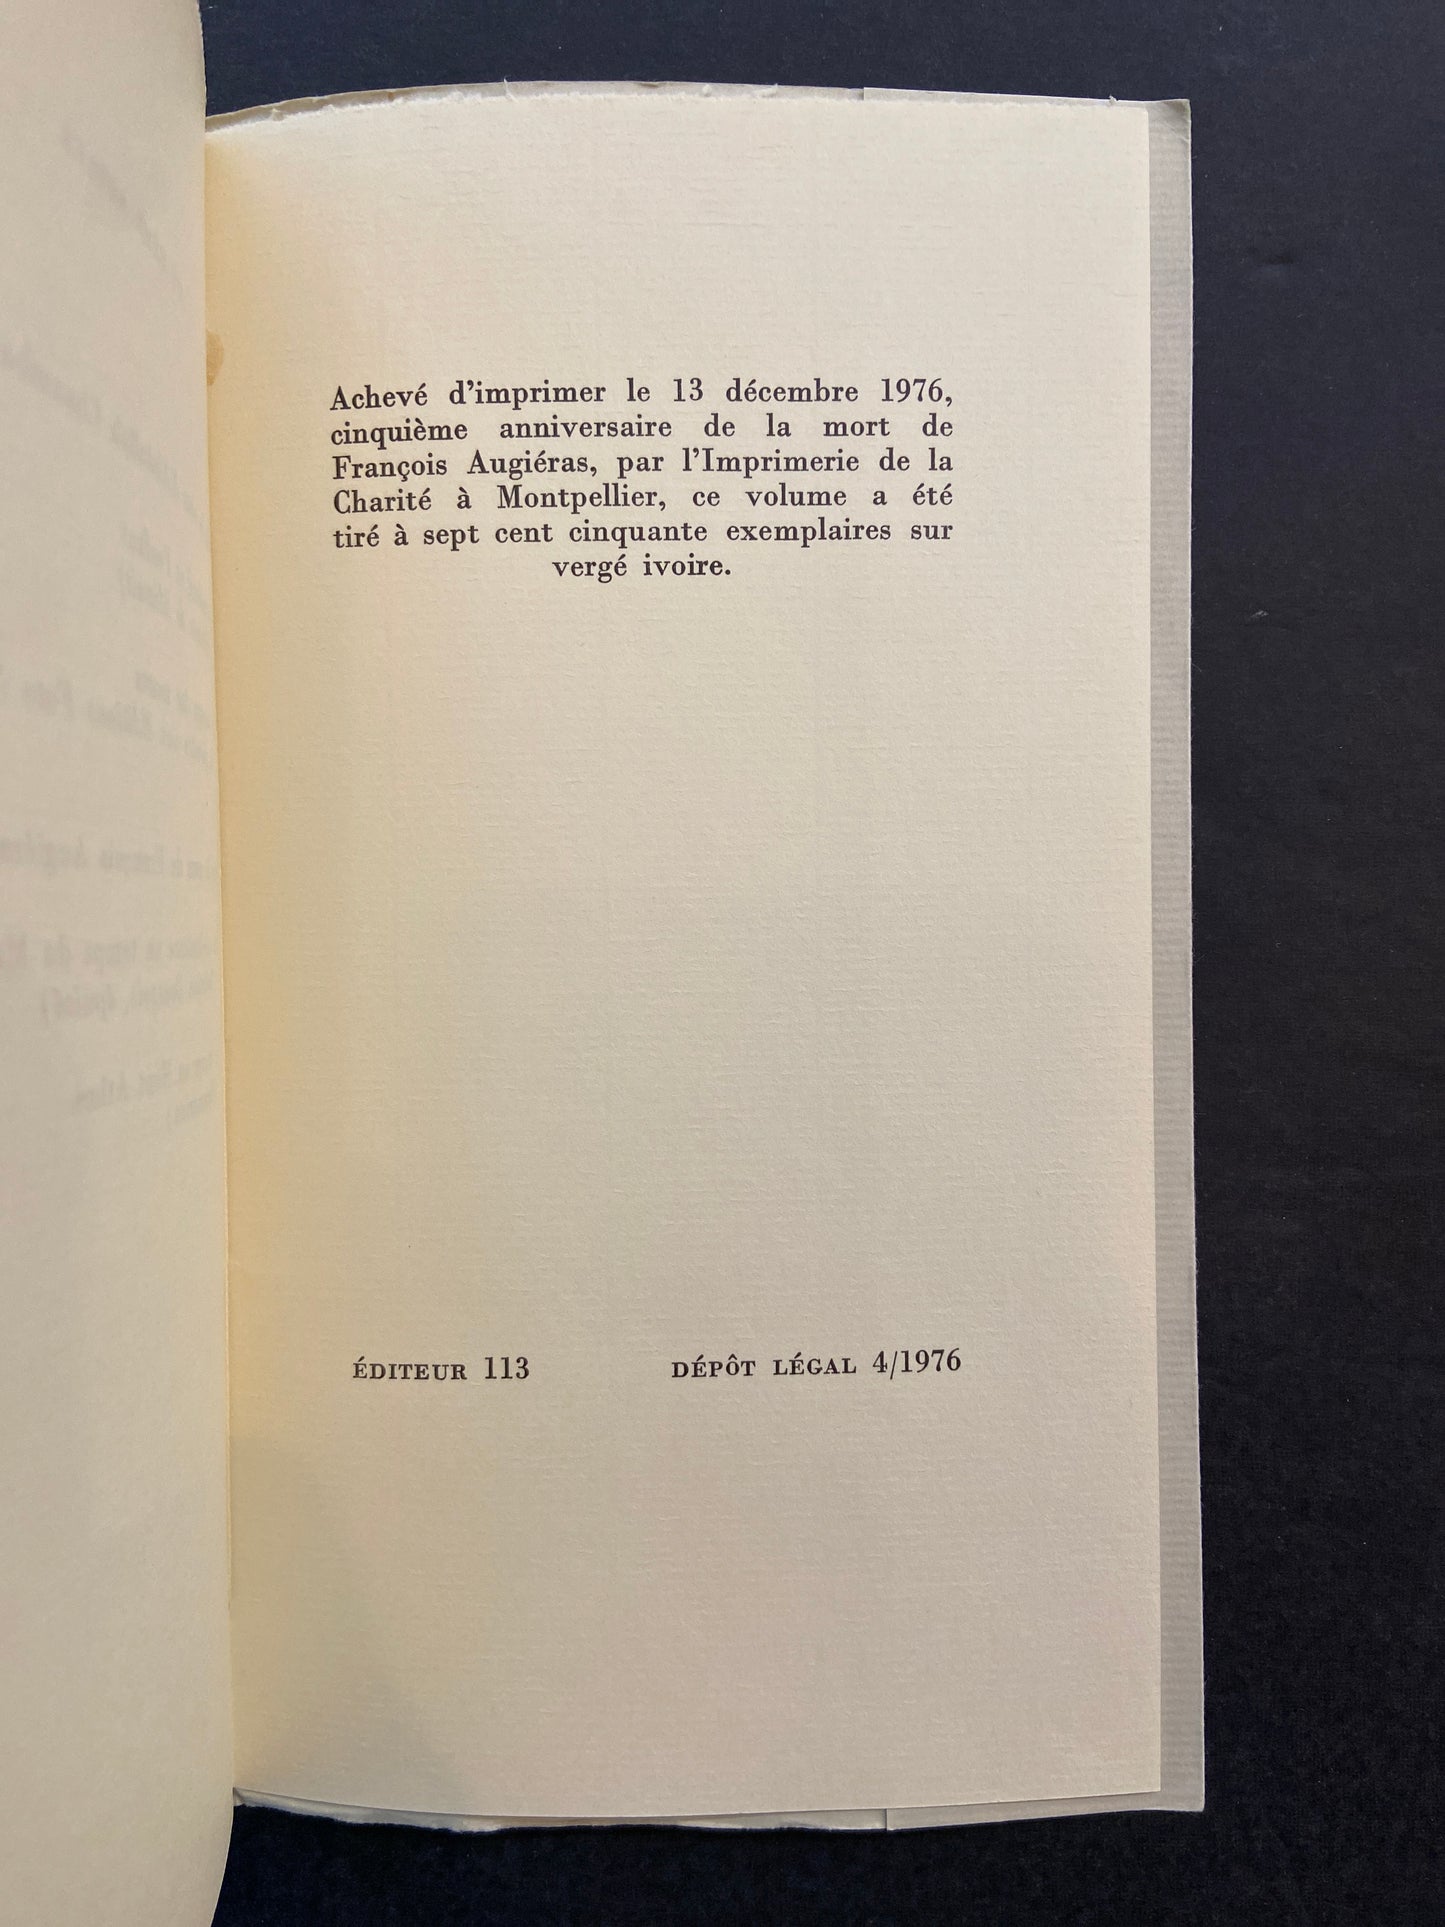 Achevé d'imprimer le 13 décembre 1976,
cinquième anniversaire de la mort de
François Augiéras, par l'Imprimerie de la
Charité à Montpellier, ce volume a été
tiré à sept cent cinquante exemplaires sur
vergé ivoire.
ÉDITEUR 113
DÉPÔT LÉGAL 4/1976